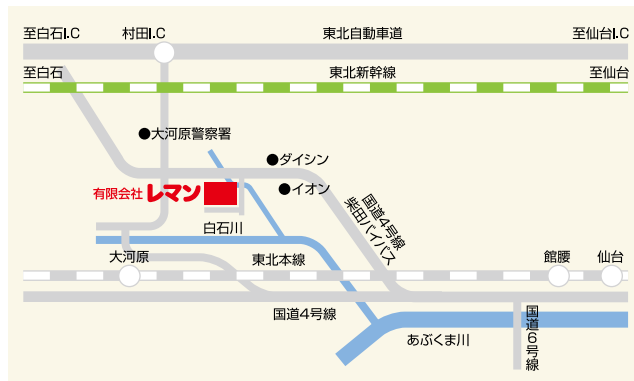 至白石I.C
村田I.C
東北自動車道
至仙台I.C
至白石
東北新幹線
至仙台
●大河原警察署
●ダイシン
有限会社 レマン
●イオン
国道4号線
柴田バイパス
白石川
大河原
東北本線
館腰
仙台
国道4号線
あぶくま川
国道6号線